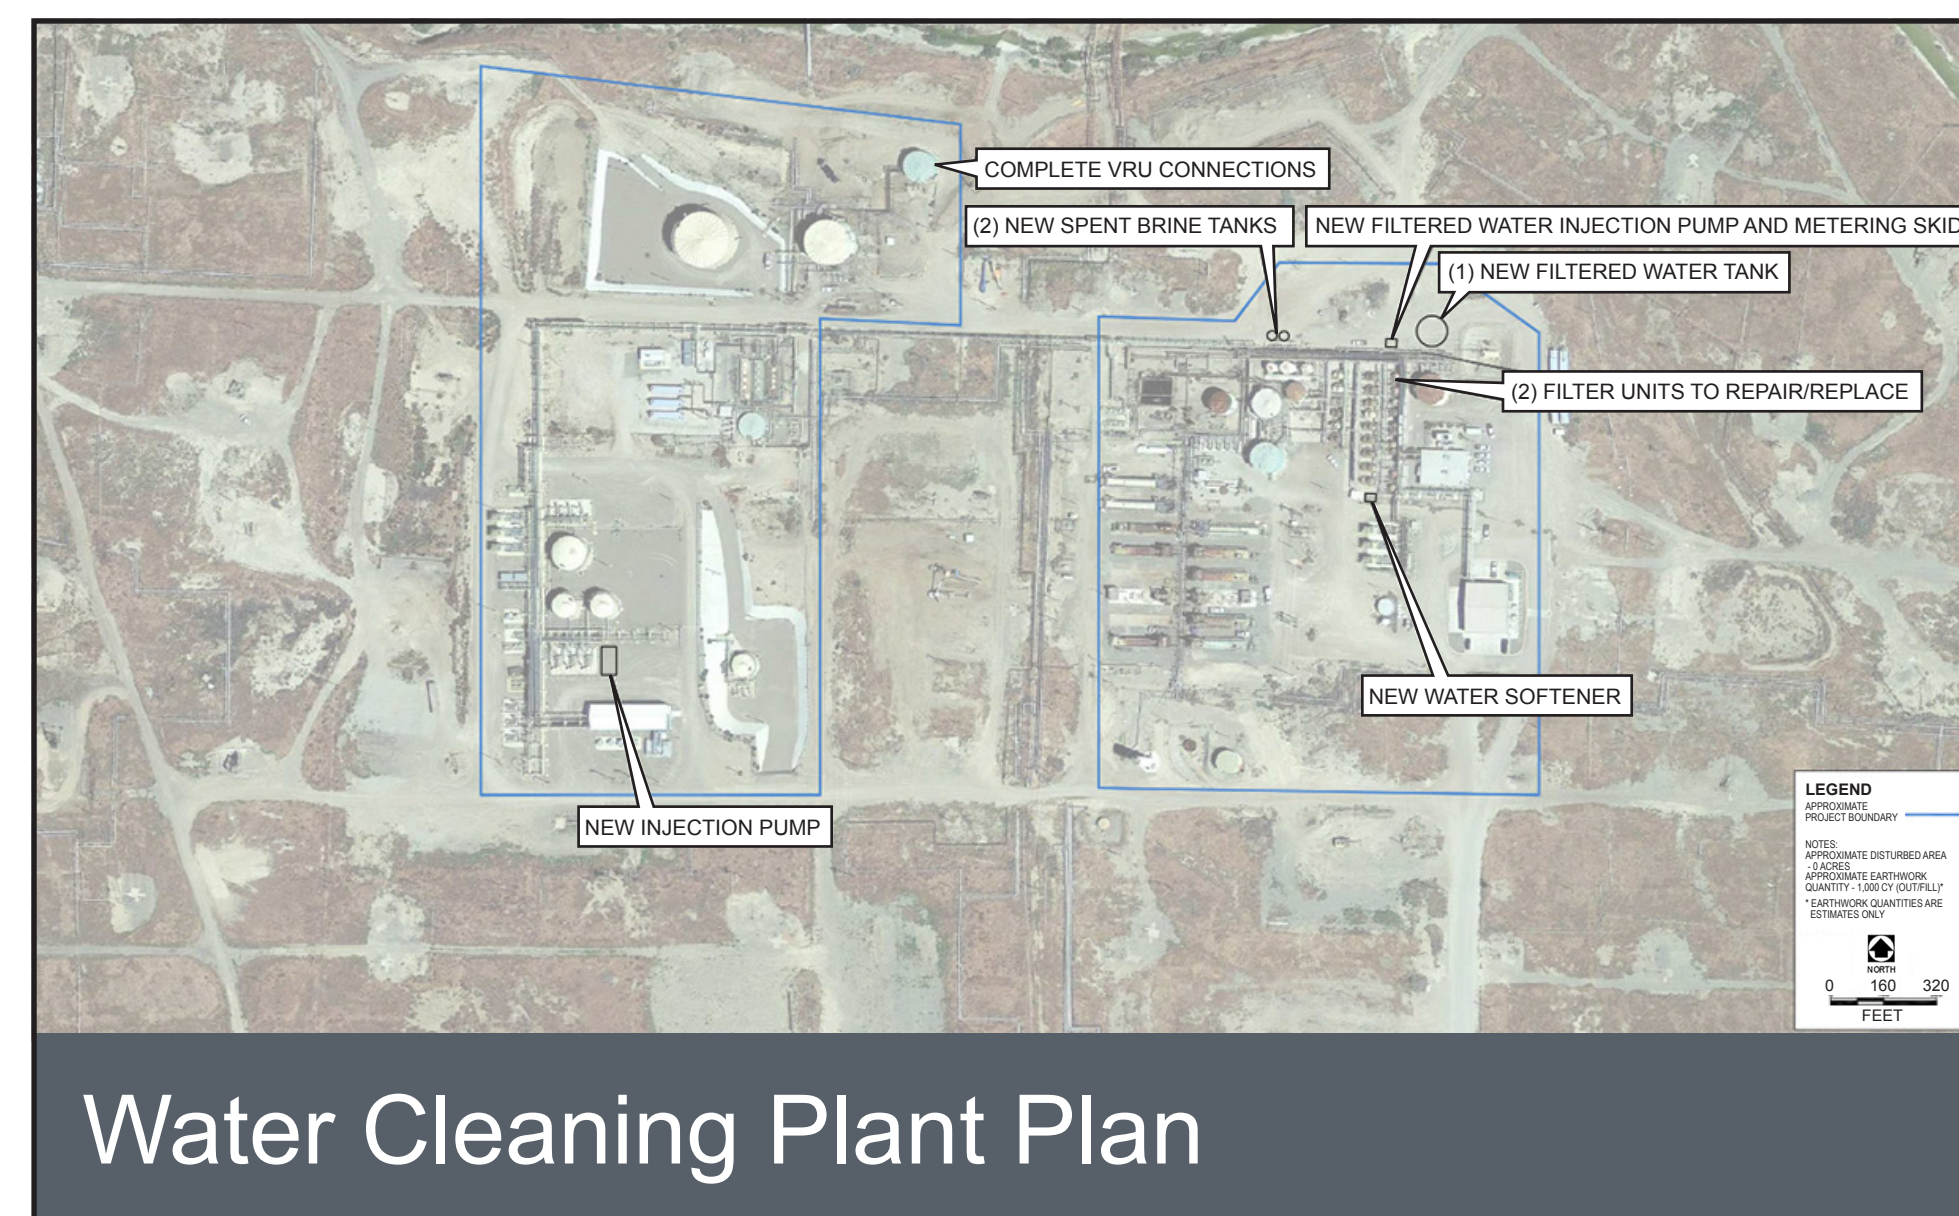 COMPLETE VRU CONNECTIONS
(2) NEW SPENT BRINE TANKS
NEW FILTERED WATER INJECTION PUMP AND METERING SKID
(1) NEW FILTERED WATER TANK
(2) FILTER UNITS TO REPAIR/REPLACE
NEW WATER SOFTENER
NEW INJECTION PUMP
LEGEND
APPROXIMATE
PROJECT BOUNDARY
NOTES:
APPROXIMATE DISTURBED AREA
- 0 ACRES
APPROXIMATE EARTHWORK
QUANTITY - 1,000 CY (OUT/FILL)*
* EARTHWORK QUANTITIES ARE
ESTIMATES ONLY
NORTH
0 160 320
FEET
Water Cleaning Plant Plan